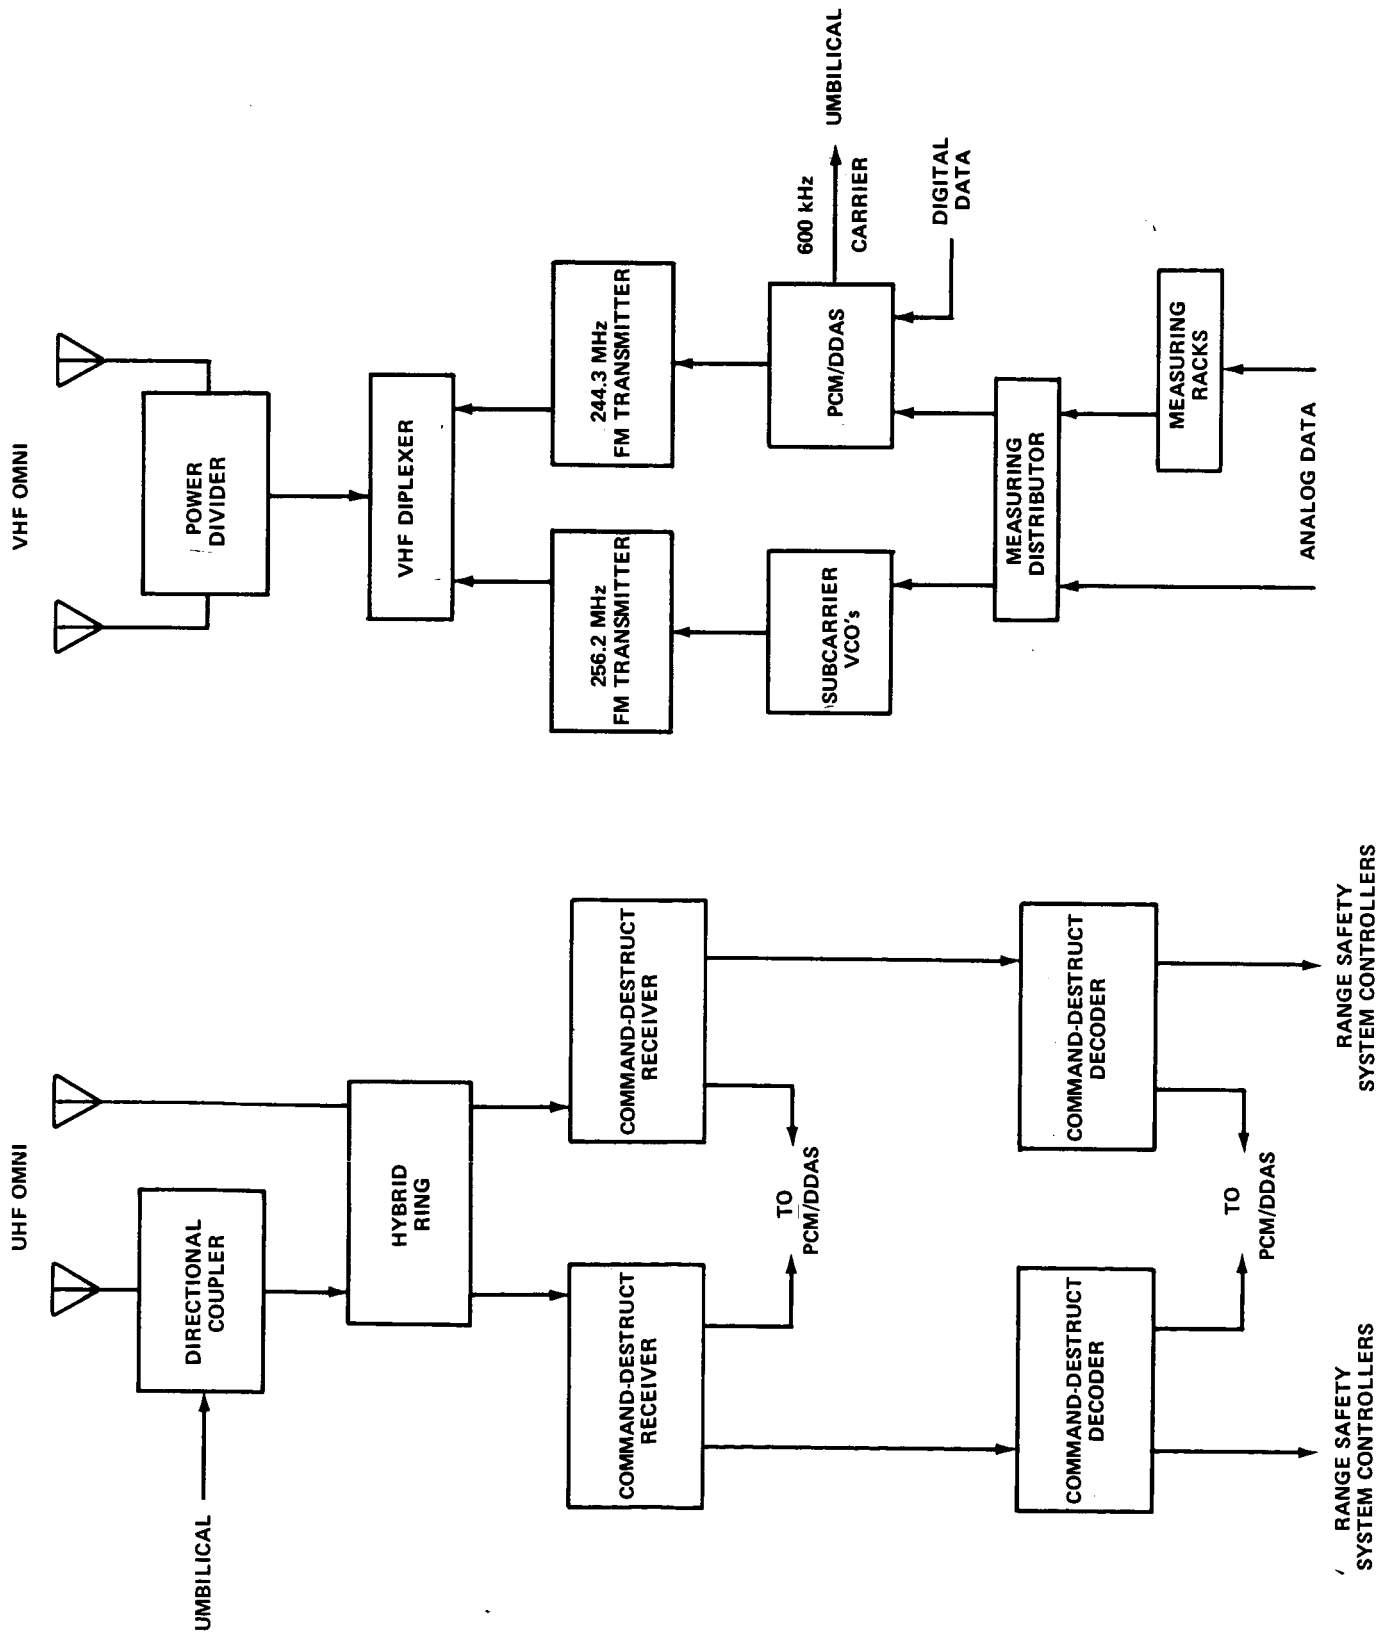 UHF OMNI
UMBILICAL
DIRECTIONAL
COUPLER
HYBRID
RING
COMMAND-DESTRUCT
RECEIVER
COMMAND-DESTRUCT
RECEIVER
TO
PCM/DDAS
COMMAND-DESTRUCT
DECODER
COMMAND-DESTRUCT
DECODER
TO
PCM/DDAS
RANGE SAFETY
SYSTEM CONTROLLERS
RANGE SAFETY
SYSTEM CONTROLLERS
VHF OMNI
POWER
DIVIDER
VHF DIPLEXER
256.2 MHz
FM TRANSMITTER
244.3 MHz
FM TRANSMITTER
SUBCARRIER
VCO's
PCM/DDAS
600 kHz
CARRIER
UMBILICAL
DIGITAL
DATA
MEASURING
DISTRIBUTOR
MEASURING
RACKS
ANALOG DATA